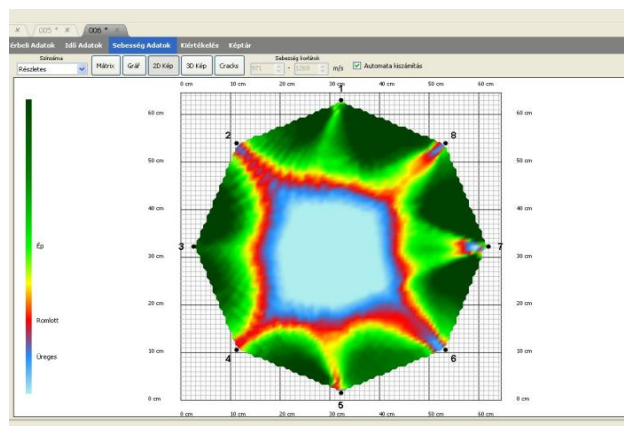 005 * × 006 * ×
érbeli Adatok Idő Adatok Sebesség Adatok Kiértékelés Képtár
Színséma Sebesség korlátok
Részletes Mátrix Gráf 2D Kép 3D Kép Cracks 971 - 1269 m/s Automata kiszámítás
0 cm 10 cm 20 cm 30 cm 40 cm 50 cm 60 cm
1
60 cm 60 cm
2 8
50 cm 50 cm
40 cm 40 cm
Ép 3 7
30 cm 30 cm
20 cm 20 cm
Romlott
4 6
10 cm 10 cm
Üreges
5
0 cm 0 cm
0 cm 10 cm 20 cm 30 cm 40 cm 50 cm 60 cm